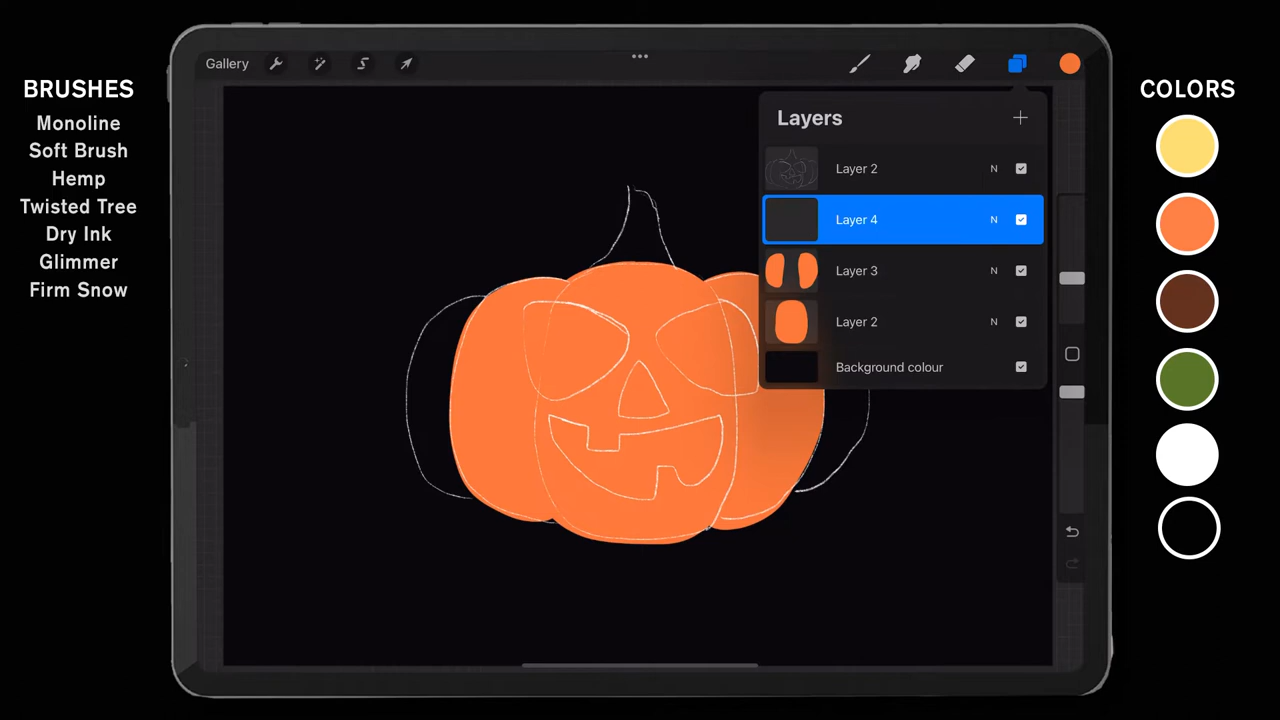 BRUSHES
Monoline
Soft Brush
Hemp
Twisted Tree
Dry Ink
Glimmer
Firm Snow
Gallery
Layers
Layer 2 N
Layer 4 N
Layer 3 N
Layer 2 N
Background colour
COLORS